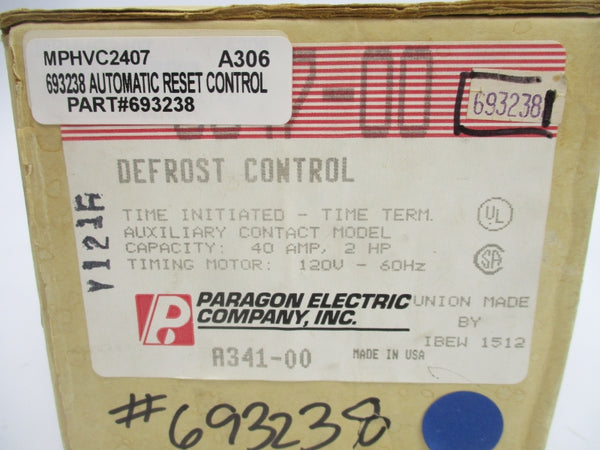 MPHVC2407 A306
693238 AUTOMATIC RESET CONTROL
PART#693238
693238
DEFROST CONTROL
TIME INITIATED - TIME TERM.
AUXILIARY CONTACT MODEL
CAPACITY: 40 AMP, 2 HP
TIMING MOTOR: 120V - 60Hz
UL
SA
PARAGON ELECTRIC
COMPANY, INC.
UNION MADE
BY
IBEW 1512
A341-00
MADE IN USA
#693238